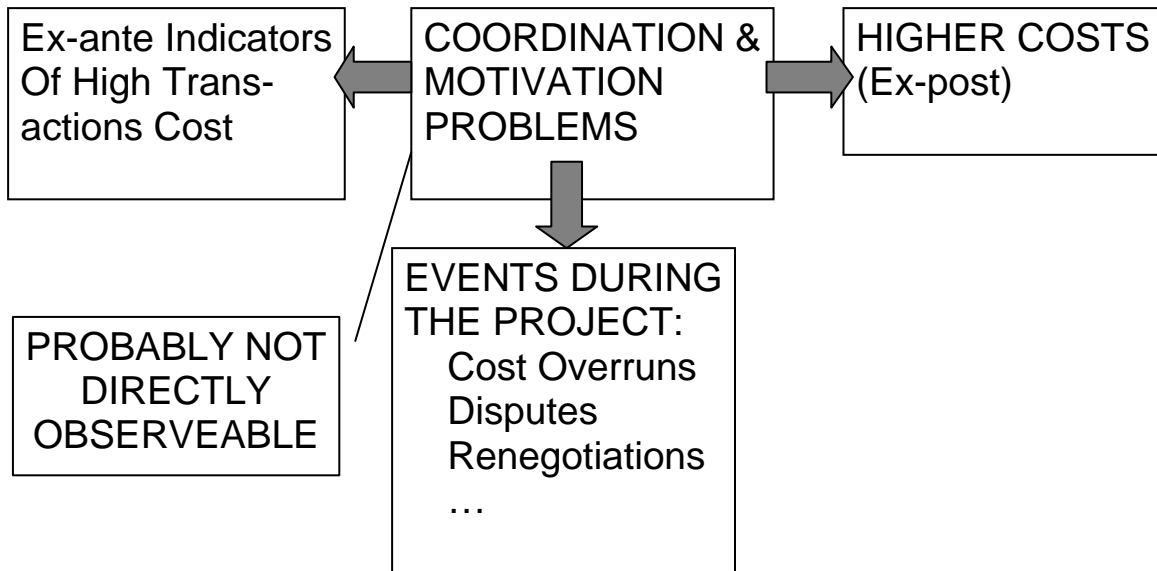 Ex-ante Indicators
Of High Trans-
actions Cost
COORDINATION &
MOTIVATION
PROBLEMS
HIGHER COSTS
(Ex-post)
EVENTS DURING
THE PROJECT:
Cost Overruns
Disputes
Renegotiations
…
PROBABLY NOT
DIRECTLY
OBSERVEABLE